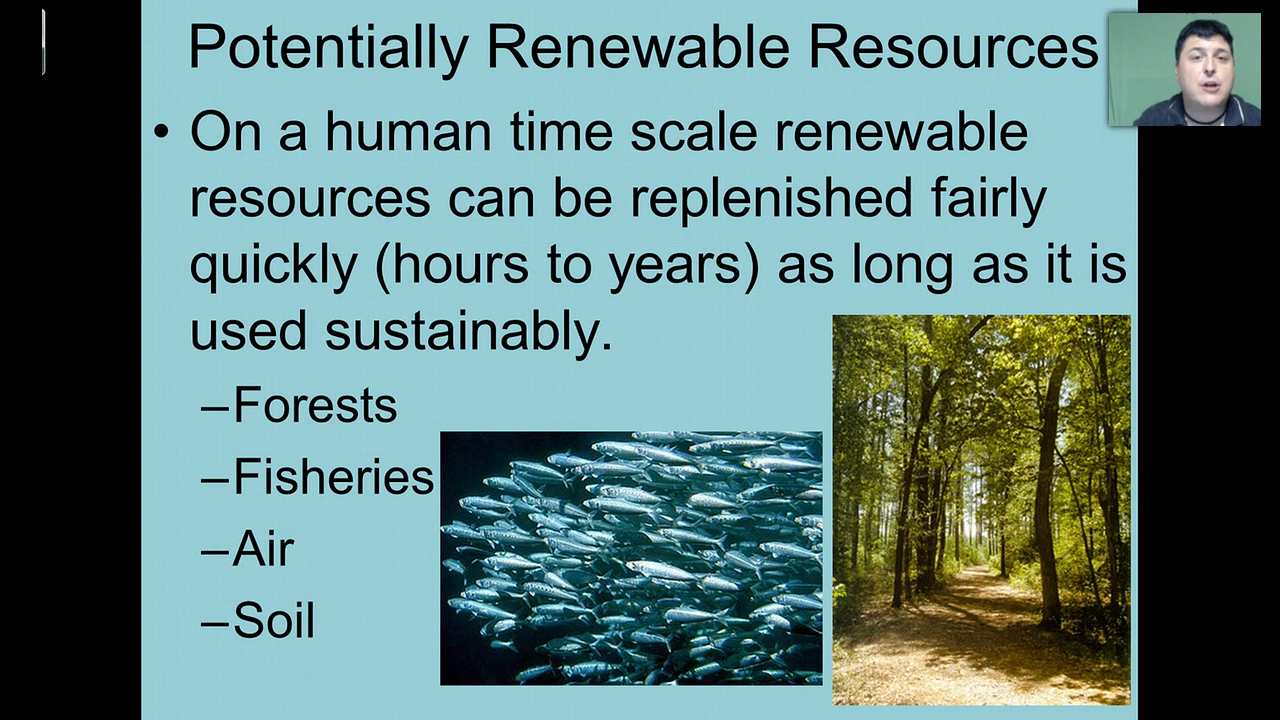 Potentially Renewable Resources
• On a human time scale renewable
resources can be replenished fairly
quickly (hours to years) as long as it is
used sustainably.
–Forests
–Fisheries
–Air
–Soil